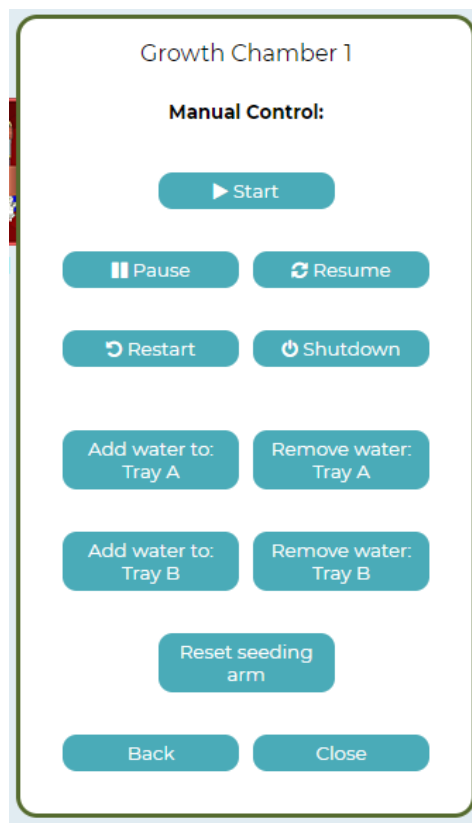 Growth Chamber 1
Manual Control:
Start
Pause
Resume
Restart
Shutdown
Add water to:
Tray A
Remove water:
Tray A
Add water to:
Tray B
Remove water:
Tray B
Reset seeding
arm
Back
Close